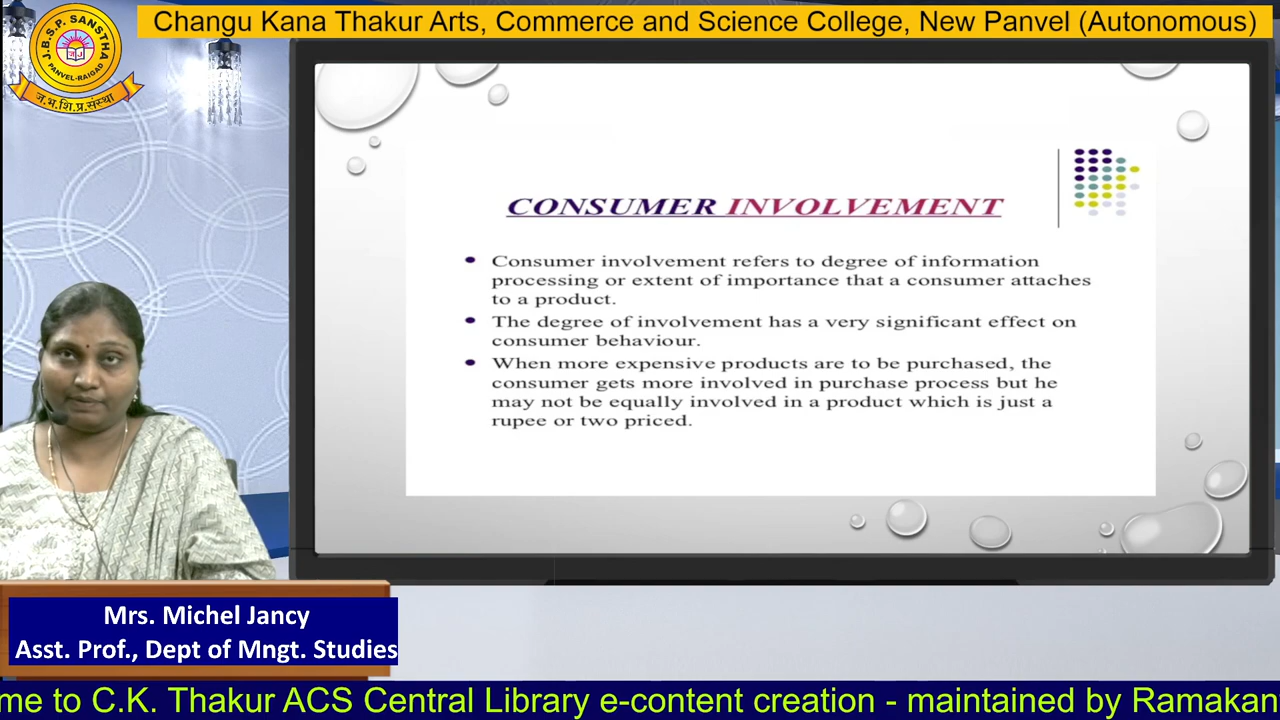 Changu Kana Thakur Arts, Commerce and Science College, New Panvel (Autonomous)
J.B.S.P. SANSTHA
PANVEL-RAIGAD
ज.भ.शि.प्र.संस्था
CONSUMER INVOLVEMENT
• Consumer involvement refers to degree of information
processing or extent of importance that a consumer attaches
to a product.
• The degree of involvement has a very significant effect on
consumer behaviour.
• When more expensive products are to be purchased, the
consumer gets more involved in purchase process but he
may not be equally involved in a product which is just a
rupee or two priced.
Mrs. Michel Jancy
Asst. Prof., Dept of Mngt. Studies
me to C.K. Thakur ACS Central Library e-content creation - maintained by Ramakan